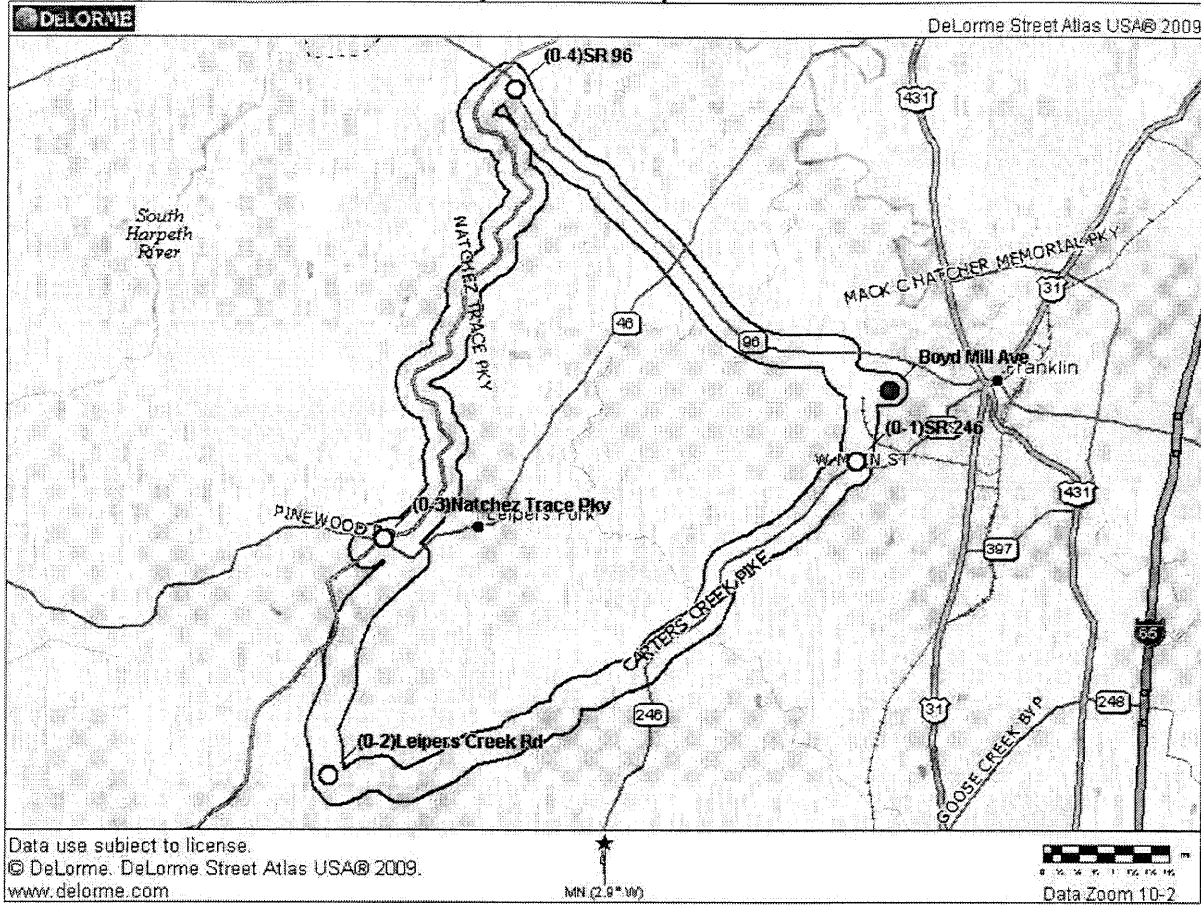 DELORME
DeLorme Street Atlas USA® 2009
(0-4)SR 96
431
South
Harpeth
River
NATCHEZ TRACE PKY
MACK C HATCHER MEMORIAL PKY
31
46
96
Boyd Mill Ave
Franklin
(0-1)SR 246
W MAIN ST
431
PINEWOOD
(0-3)Natchez Trace Pky
Leipers Fork
397
CARTERS CREEK PIKE
65
246
31
248
GOOSE CREEK BYP
(0-2)Leipers Creek Rd
Data use subject to license.
© DeLorme. DeLorme Street Atlas USA® 2009.
www.delorme.com
MN (2.9° W)
Data Zoom 10-2